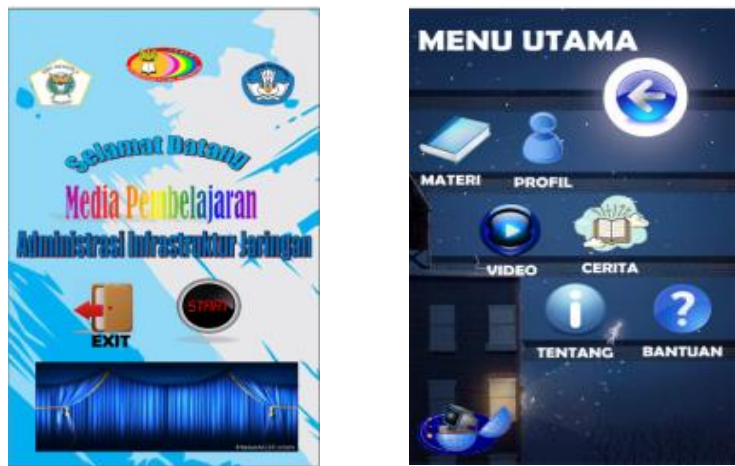 Selamat Datang
Media Pembelajaran
Administrasi Infrastruktur Jaringan
EXIT
START
MENU UTAMA
MATERI
PROFIL
VIDEO
CERITA
TENTANG
BANTUAN